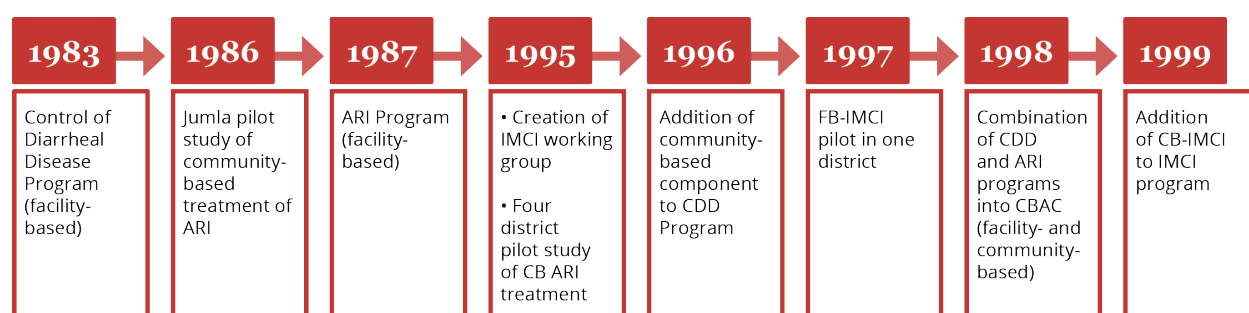 1983
Control of
Diarrheal
Disease
Program
(facility-
based)
1986
Jumla pilot
study of
community-
based
treatment of
ARI
1987
ARI Program
(facility-
based)
1995
• Creation of
IMCI working
group
• Four
district
pilot study
of CB ARI
treatment
1996
Addition of
community-
based
component
to CDD
Program
1997
FB-IMCI
pilot in one
district
1998
Combination
of CDD
and ARI
programs
into CBAC
(facility- and
community-
based)
1999
Addition
of CB-IMCI
to IMCI
program